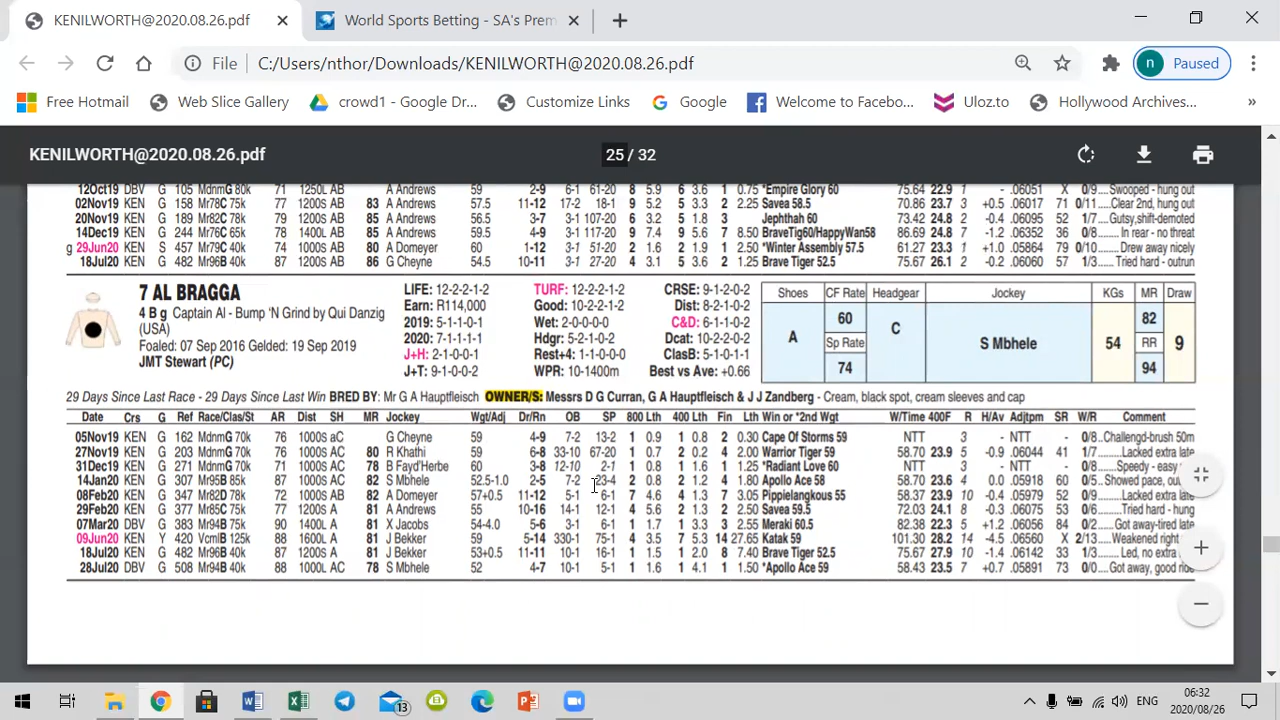 KENILWORTH@2020.08.26.pdf
World Sports Betting - SA's Prem
File C:/Users/nthor/Downloads/KENILWORTH@2020.08.26.pdf
n Paused
Free Hotmail Web Slice Gallery crowd1 - Google Dr... Customize Links Google Welcome to Facebo... Uloz.to Hollywood Archives... »
KENILWORTH@2020.08.26.pdf 25 / 32
12Oct19 DBV G 105 MdnmG 80k 71 1250L AB A Andrews 59 2-9 6-1 61-20 8 5.9 6 3.6 1 0.75 *Empire Glory 60 75.64 22.9 1 - .06051 X 0/9 ....Swooped - hung out
02Nov19 KEN G 158 Mr78C 75k 77 1200S AB 83 A Andrews 57.5 11-12 17-2 18-1 9 5.2 5 3.3 2 2.25 Savea 58.5 70.86 23.7 3 +0.5 .06017 71 0/11 ....Clear 2nd, hung out
20Nov19 KEN G 202 Mr82C 78k 79 1200S AB 85 A Andrews 56.5 3-7 3-1 107-20 6 3.2 5 1.8 3 Jephthah 60 73.42 24.8 2 -0.4 .06095 52 1/7 ....Gutsy,shift-demoted
14Dec19 KEN G 244 Mr76C 65k 78 1400L AB 85 A Andrews 59.5 4-9 3-1 117-20 9 7.4 9 5.6 7 8.50 BraveTig60/HappyWan58 86.69 24.8 7 -1.2 .06352 36 0/8 ....In rear - no threat
g 29Jun20 KEN S 457 Mr79C 40k 74 1000S AB 80 A Domeyer 60 1-12 3-1 51-20 2 1.6 2 1.9 1 2.50 *Winter Assembly 57.5 61.27 23.3 1 +1.0 .05864 79 0/10 ....Drew away nicely
18Jul20 KEN G 482 Mr96B 40k 87 1200S AB 86 G Cheyne 54.5 10-11 3-1 27-20 4 3.1 5 3.6 2 1.25 Brave Tiger 52.5 75.67 26.1 2 -0.2 .06060 57 1/3 ....Tried hard - outrun
7 AL BRAGGA
4 B g Captain Al - Bump 'N Grind by Qui Danzig
(USA)
Foaled: 07 Sep 2016 Gelded: 19 Sep 2019
JMT Stewart (PC)
LIFE: 12-2-2-1-2 TURF: 12-2-2-1-2 CRSE: 9-1-2-0-2
Earn: R114,000 Good: 10-2-2-1-2 Dist: 8-2-1-0-2
2019: 5-1-1-0-1 Wet: 2-0-0-0-0 C&D: 6-1-1-0-2
2020: 7-1-1-1-1 Hdgr: 5-2-1-0-2 Dcat: 10-2-2-0-2
J+H: 2-1-0-0-1 Rest+4: 1-1-0-0-0 ClasB: 5-1-0-1-1
J+T: 9-1-0-0-2 WPR: 10-1400m Best vs Ave: +0.66
Shoes CF Rate Headgear Jockey KGs MR Draw
A 60 Sp Rate 74 C S Mbhele 54 82 RR 94 9
29 Days Since Last Race - 29 Days Since Last Win BRED BY: Mr G A Hauptfleisch OWNER/S: Messrs D G Curran, G A Hauptfleisch & J J Zandberg - Cream, black spot, cream sleeves and cap
Date Crs G Ref Race/Clas/St AR Dist SH MR Jockey Wgt/Adj Dr/Rn OB SP 800 Lth 400 Lth Fin Lth Win or *2nd Wgt W/Time 400F R H/Av Adjtpm SR W/R Comment
05Nov19 KEN G 162 MdnmG 70k 76 1000S aC G Cheyne 59 4-9 7-2 13-2 1 0.9 1 0.8 2 0.30 Cape Of Storms 59 NTT 3 - NTT - 0/8 ..Challengd-brush 50m
27Nov19 KEN G 203 MdnmG 70k 76 1000S AC R Khathi 59 4-8 33-10 67-20 1 0.7 2 0.2 4 2.00 Warrior Tiger 59 58.70 23.9 5 -0.9 .06044 41 1/7 ....Lacked extra late
31Dec19 KEN G 271 MdnmG 70k 71 1000S AC 78 B Fayd'Herbe 60 3-8 12-10 2-1 1 0.8 1 1.6 1 1.25 *Radiant Love 60 NTT 3 - NTT - 0/8 ....Speedy - easy
14Jan20 KEN G 307 Mr95B 85k 87 1000S AC 82 S Mbhele 52.5-1.0 2-5 7-2 23-4 2 0.8 2 1.2 4 1.80 Apollo Ace 58 58.70 23.6 4 0.0 .05918 23 0/5 ..Showed pace, out
08Feb20 KEN G 347 Mr82D 78k 72 1000S AB 82 A Domeyer 57+0.5 11-12 5-1 6-1 7 4.6 4 1.3 7 3.05 Pippielangkous 55 58.37 23.9 10 -0.4 .05979 52 0/9 ....Lacked extra late
29Feb20 KEN G 377 Mr85C 77k 77 1200S A 81 A Andrews 55 10-16 14-1 12-1 4 5.6 2 1.3 2 2.50 Savea 59.5 72.03 24.1 8 -0.3 .06075 53 0/6 ....Tried hard - hung
07Mar20 DBV G 383 Mr94B 75k 90 1400L A 81 X Jacobs 54-4.0 5-6 3-1 6-1 1 1.7 3 3.3 3 2.55 Meraki 60.5 82.38 22.3 5 +1.2 .06056 84 0/2 ..Got away-tired late
09Jun20 KEN Y 420 VcmlB 125k 88 1600L A 81 J Bekker 59 5-14 330-1 75-1 4 3.5 7 5.3 14 27.65 Katak 59 101.30 28.2 14 -4.5 .06560 X 2/13 ....Weakened right
18Jul20 KEN G 482 Mr96B 40k 87 1200S A 81 J Bekker 53+0.5 11-11 10-1 16-1 1 1.5 1 2.0 8 7.40 Brave Tiger 52.5 75.67 27.9 10 -1.4 .06142 33 1/3 ....Led, no extra
28Jul20 DBV G 508 Mr94B 40k 88 1000L AC 78 S Mbhele 52 4-7 10-1 5-1 1 1.6 1 4.1 1 1.50 *Apollo Ace 59 58.43 23.5 7 +0.7 .05891 73 0/0 ....Got away, good
13
ENG
06:32
2020/08/26